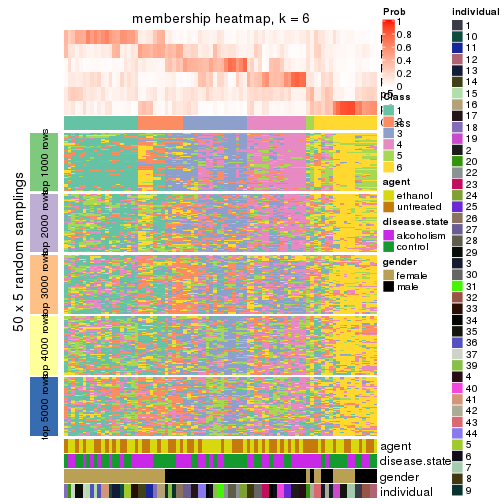 membership heatmap, k = 6
Prob
1
0.8
0.6
0.4
0.2
0
Class
1
2
3
4
5
6
agent
ethanol
untreated
disease.state
alcoholism
control
gender
female
male
individual
1
10
11
12
13
14
15
16
17
18
19
2
20
22
23
24
25
26
27
28
29
3
30
31
32
33
34
35
36
37
39
4
40
41
42
43
44
5
6
7
8
9
50 x 5 random samplings
top 1000 rows
top 2000 rows
top 3000 rows
top 4000 rows
top 5000 rows
agent
disease.state
gender
individual